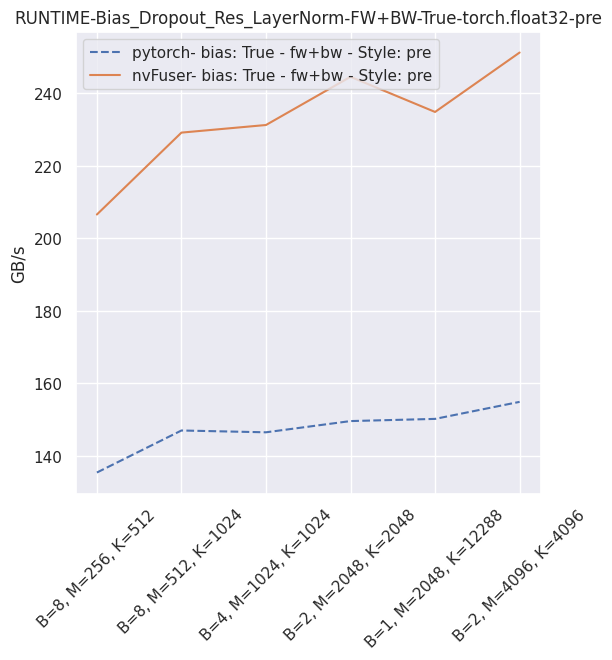 RUNTIME-Bias_Dropout_Res_LayerNorm-FW+BW-True-torch.float32-pre
pytorch- bias: True - fw+bw - Style: pre
nvFuser- bias: True - fw+bw - Style: pre
GB/s
240
220
200
180
160
140
B=8, M=256, K=512
B=8, M=512, K=1024
B=4, M=1024, K=1024
B=2, M=2048, K=2048
B=1, M=2048, K=12288
B=2, M=4096, K=4096